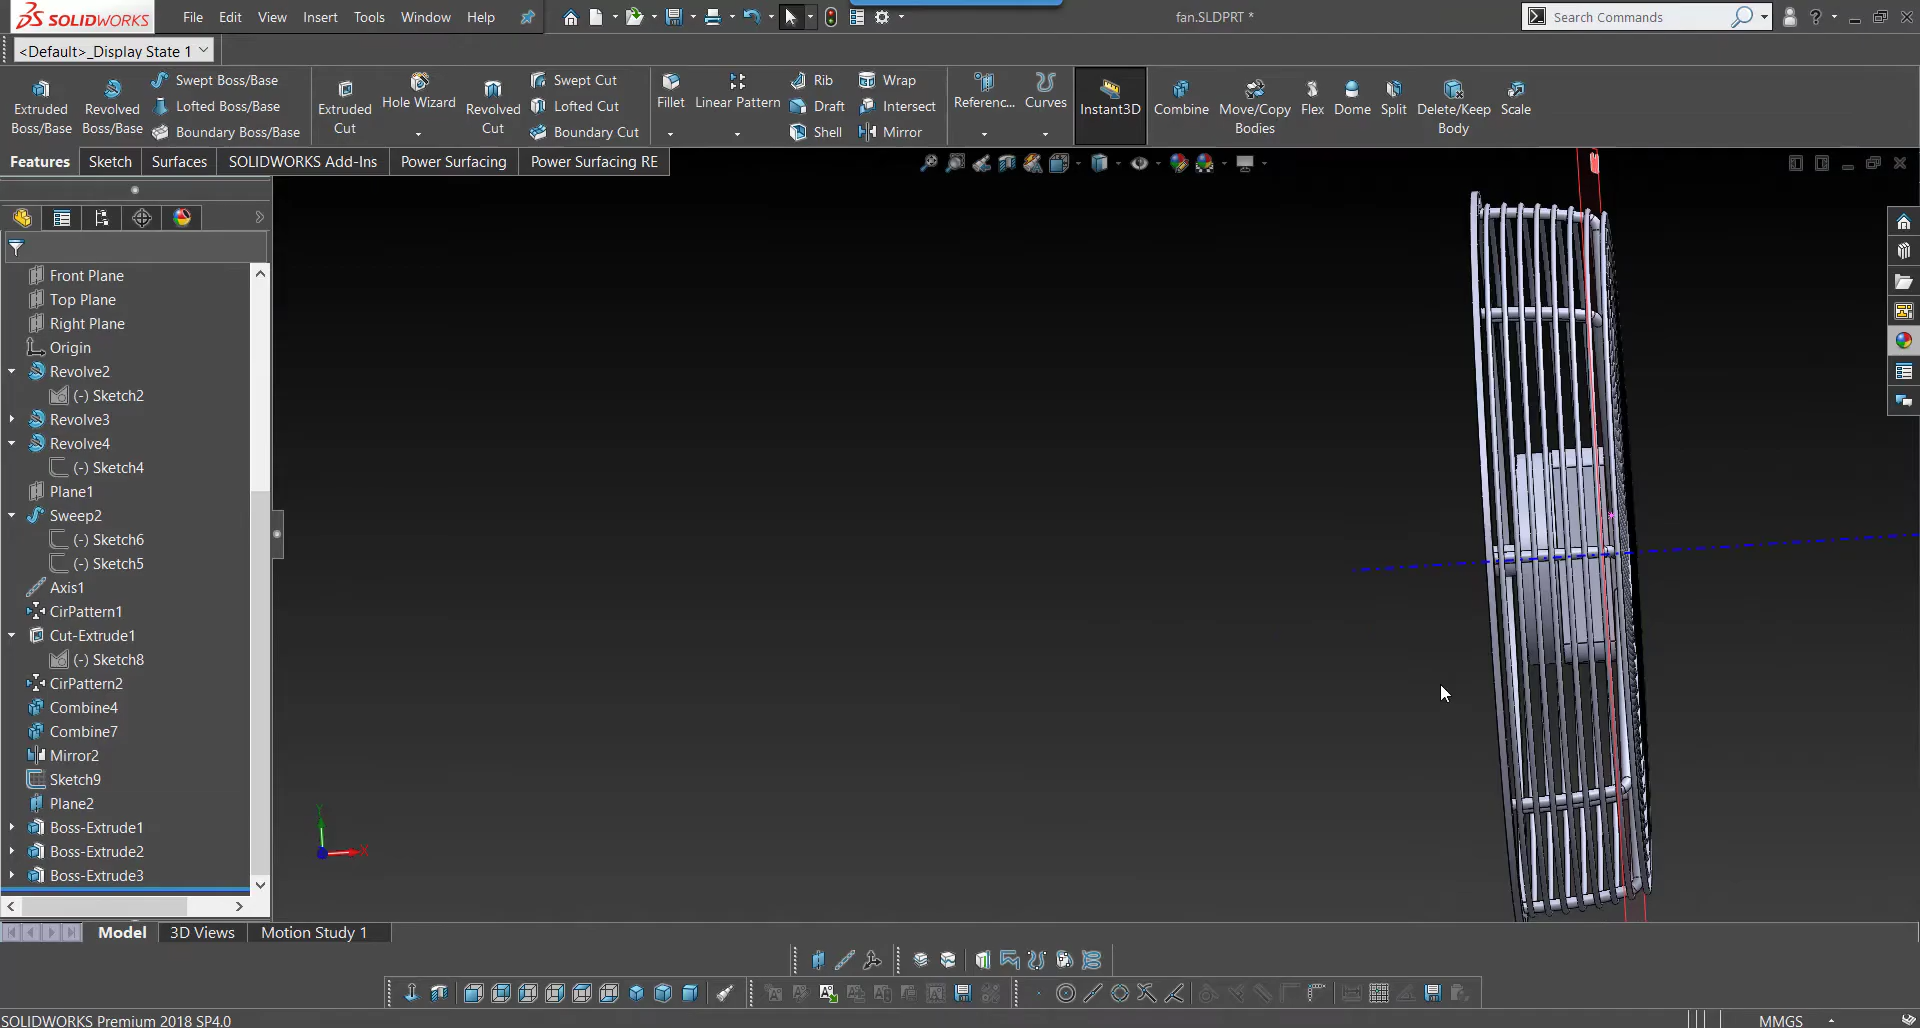 SOLIDWORKS File Edit View Insert Tools Window Help fan.SLDPRT * Search Commands ?
<Default>_Display State 1
Extruded Boss/Base
Revolved Boss/Base
Swept Boss/Base
Lofted Boss/Base
Boundary Boss/Base
Extruded Cut
Hole Wizard
Revolved Cut
Swept Cut
Lofted Cut
Boundary Cut
Fillet
Linear Pattern
Rib
Draft
Shell
Wrap
Intersect
Mirror
Referenc...
Curves
Instant3D
Combine
Move/Copy Bodies
Flex
Dome
Split
Delete/Keep Body
Scale
Features Sketch Surfaces SOLIDWORKS Add-Ins Power Surfacing Power Surfacing RE
Front Plane
Top Plane
Right Plane
Origin
Revolve2
(-) Sketch2
Revolve3
Revolve4
(-) Sketch4
Plane1
Sweep2
(-) Sketch6
(-) Sketch5
Axis1
CirPattern1
Cut-Extrude1
(-) Sketch8
CirPattern2
Combine4
Combine7
Mirror2
Sketch9
Plane2
Boss-Extrude1
Boss-Extrude2
Boss-Extrude3
Y
X
Model 3D Views Motion Study 1
SOLIDWORKS Premium 2018 SP4.0 MMGS